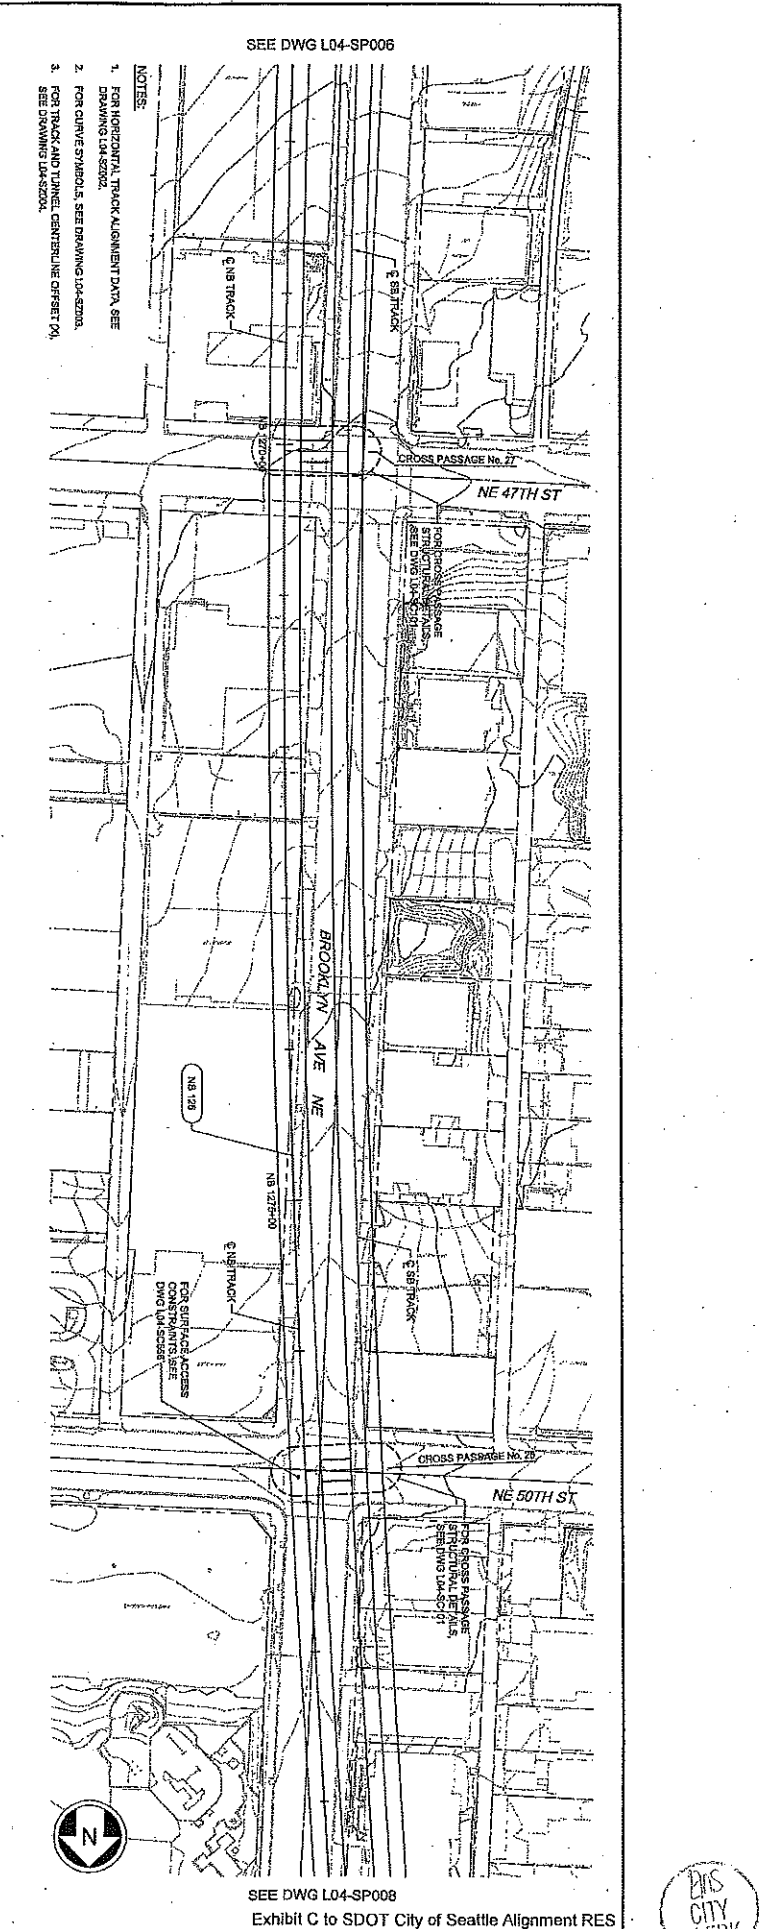 SEE DWG L04-SP006
NOTES:
1. FOR HORIZONTAL TRACK ALIGNMENT DATA, SEE
DRAWING L04-SZ002.
2. FOR CURVE SYMBOLS, SEE DRAWING L04-SZ003.
3. FOR TRACK AND TUNNEL CENTERLINE OFFSET (X),
SEE DRAWING L04-SZ004.
℄ NB TRACK
℄ SB TRACK
NB 1270+00
CROSS PASSAGE No. 27
NE 47TH ST
FOR CROSS PASSAGE
STRUCTURAL DETAILS,
SEE DWG L04-SC101
BROOKLYN AVE NE
NB 126
NB 1275+00
℄ NB TRACK
℄ SB TRACK
FOR SURFACE ACCESS
CONSTRAINTS, SEE
CROSS PASSAGE No. 28
NE 50TH ST
FOR CROSS PASSAGE
STRUCTURAL DETAILS,
SEE DWG L04-SC101
N
SEE DWG L04-SP008
Exhibit C to SDOT City of Seattle Alignment RES
CITY